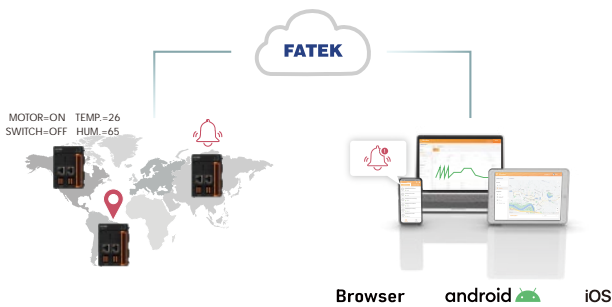 FATEK
MOTOR=ON TEMP.=26
SWITCH=OFF HUM.=65
Browser android iOS